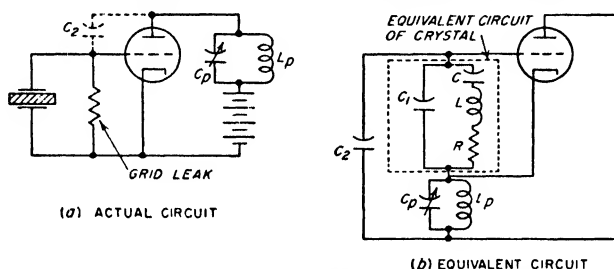 C2
Cp
Lp
GRID LEAK
(a) ACTUAL CIRCUIT
EQUIVALENT CIRCUIT
OF CRYSTAL
C
C1
L
R
C2
Cp
Lp
(b) EQUIVALENT CIRCUIT